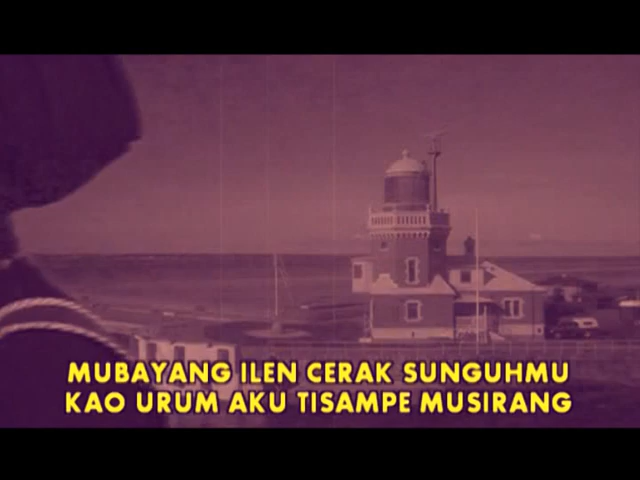 MUBAYANG ILEN CERAK SUNGUHMU
KAO URUM AKU TISAMPE MUSIRANG